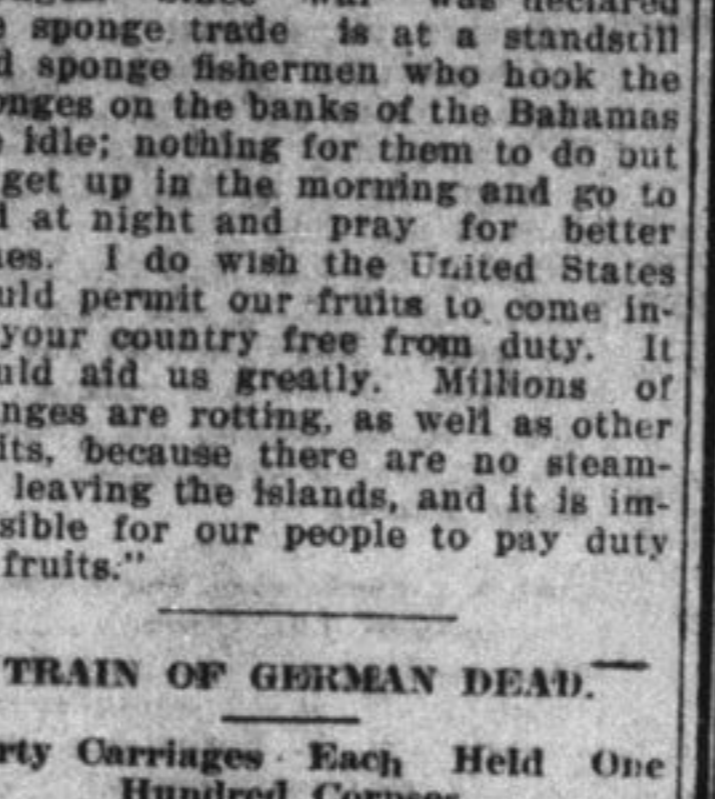 was declared
sponge trade is at a standstill
sponge fishermen who hook the
nges on the banks of the Bahamas
idle; nothing for them to do but
get up in the morning and go to
at night and pray for better
es. I do wish the United States
uld permit our fruits to come in-
your country free from duty. It
uld aid us greatly. Millions of
nges are rotting, as well as other
its, because there are no steam-
leaving the islands, and it is im-
sible for our people to pay duty
fruits."
TRAIN OF GERMAN DEAD.
rty Carriages Each Held One
Hundred Corpses